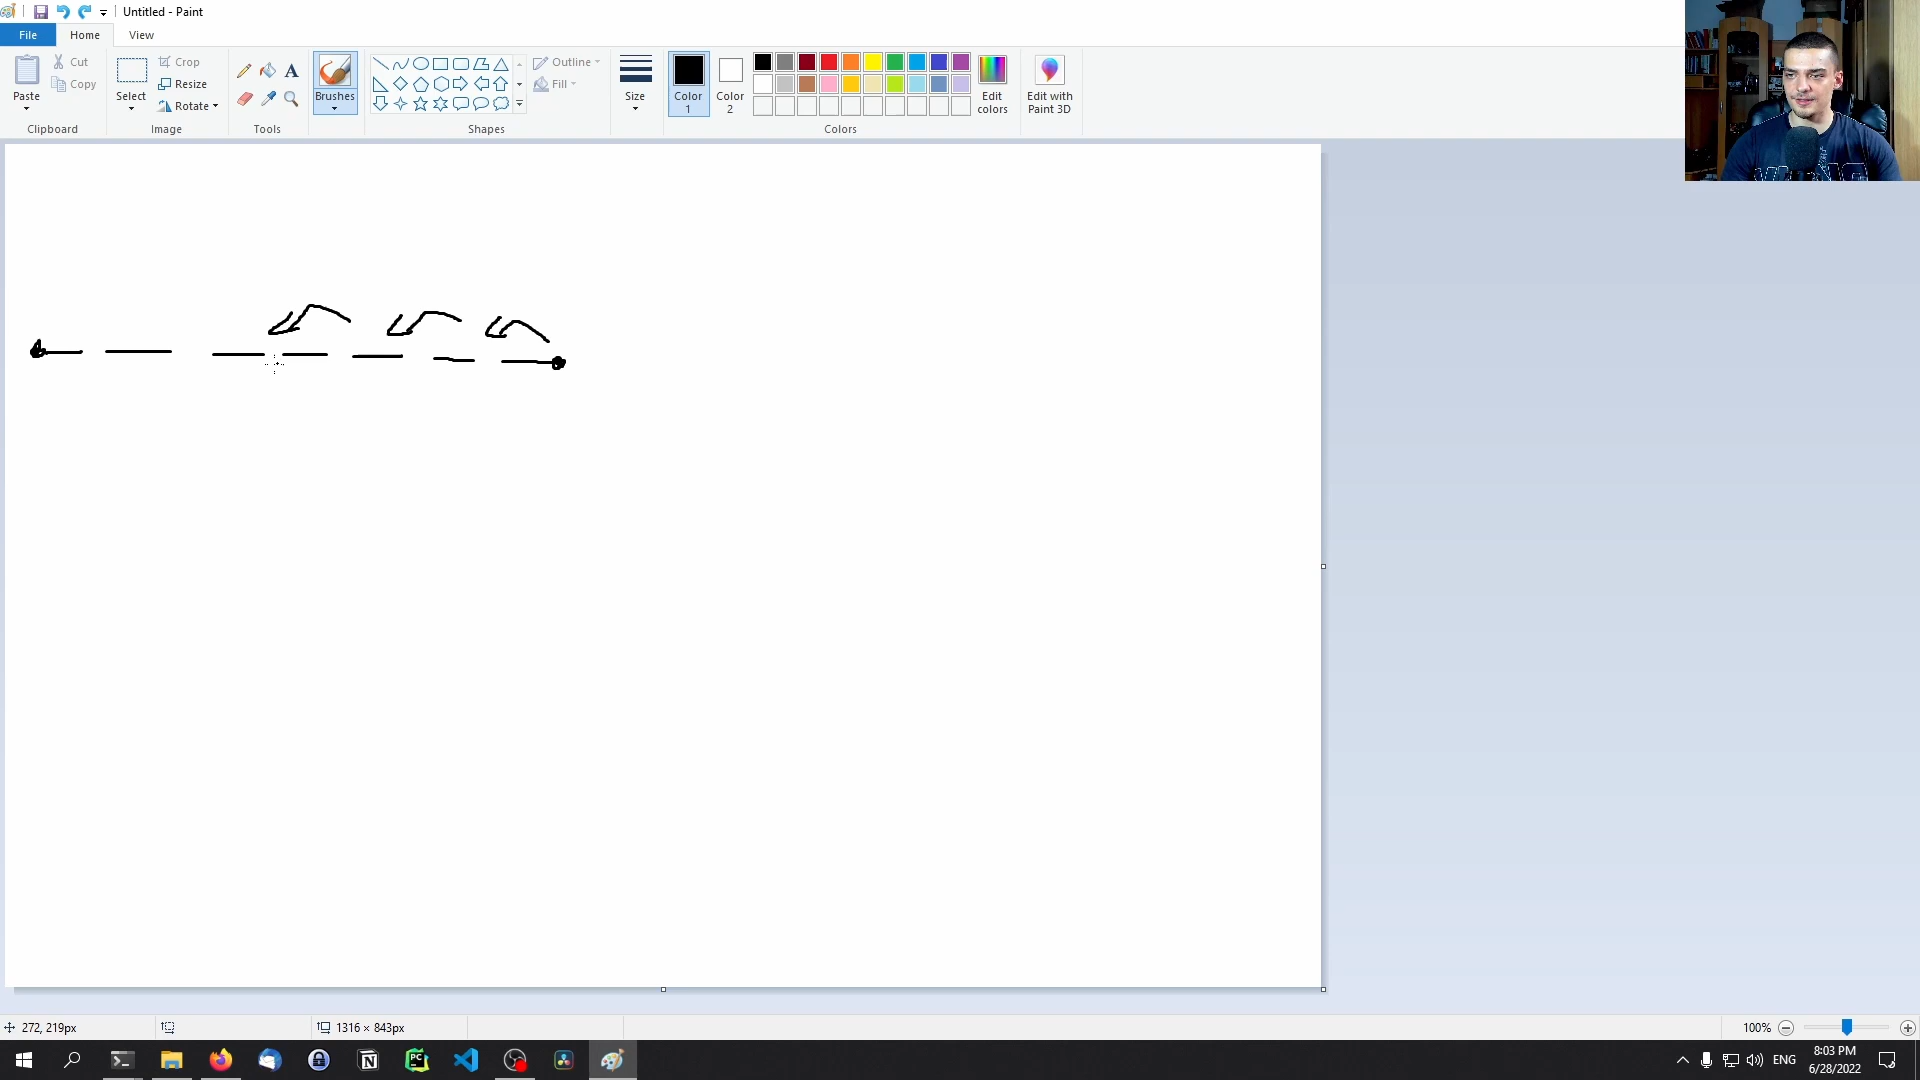 Untitled - Paint
File Home View
Paste
Cut
Copy
Clipboard
Select
Crop
Resize
Rotate
Image
A
Tools
Brushes
Shapes
Outline
Fill
Size
Color 1
Color 2
Colors
Edit colors
Edit with Paint 3D
272, 219px
1316 × 843px
100%
PC
N
ENG
8:03 PM
6/28/2022